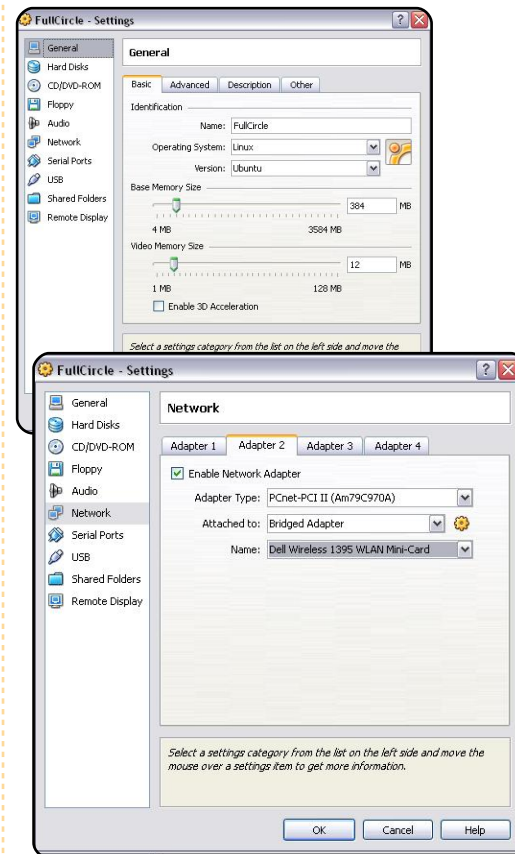 FullCircle - Settings
General
Hard Disks
CD/DVD-ROM
Floppy
Audio
Network
Serial Ports
USB
Shared Folders
Remote Display
General
Basic Advanced Description Other
Identification
Name: FullCircle
Operating System: Linux
Version: Ubuntu
Base Memory Size
384 MB
4 MB 3584 MB
Video Memory Size
12 MB
1 MB 128 MB
Enable 3D Acceleration
Select a settings category from the list on the left side and move the
FullCircle - Settings
General
Hard Disks
CD/DVD-ROM
Floppy
Audio
Network
Serial Ports
USB
Shared Folders
Remote Display
Network
Adapter 1 Adapter 2 Adapter 3 Adapter 4
Enable Network Adapter
Adapter Type: PCnet-PCI II (Am79C970A)
Attached to: Bridged Adapter
Name: Dell Wireless 1395 WLAN Mini-Card
Select a settings category from the list on the left side and move the
mouse over a settings item to get more information.
OK Cancel Help